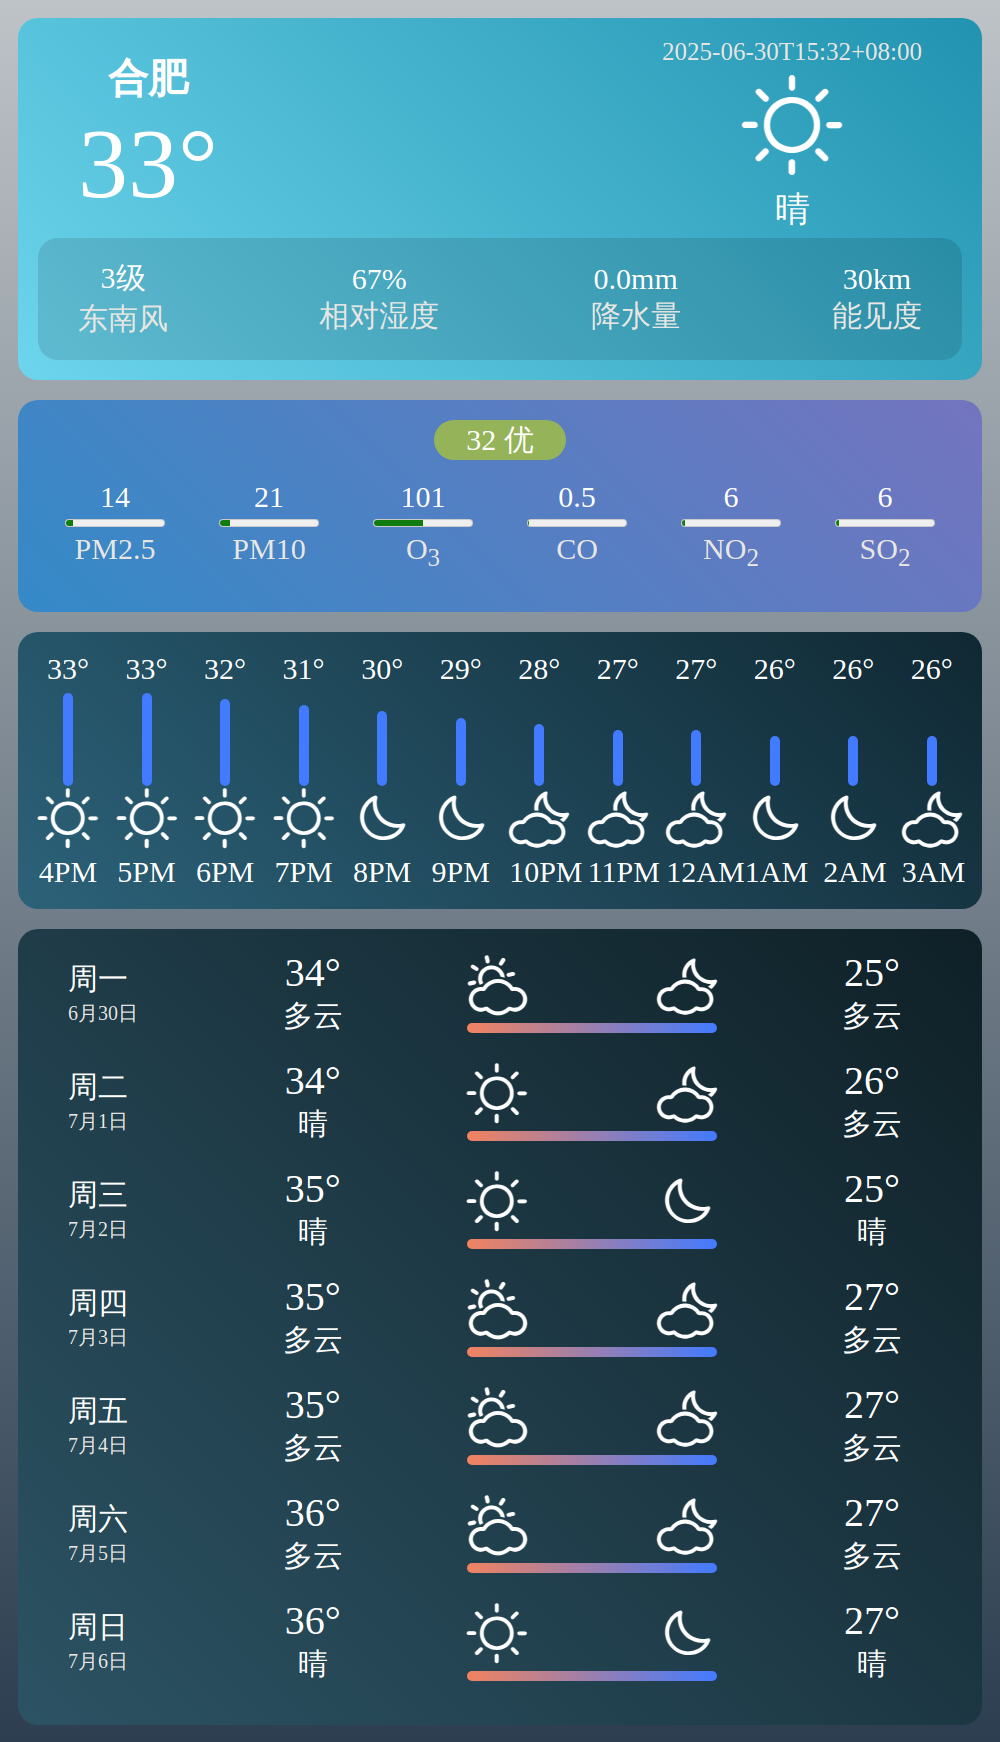 合肥
2025-06-30T15:32+08:00
33°
晴
3级 67% 0.0mm 30km
东南风 相对湿度 降水量 能见度
32 优
14 21 101 0.5 6 6
PM2.5 PM10 O3 CO NO2 SO2
33° 33° 32° 31° 30° 29° 28° 27° 27° 26° 26° 26°
4PM 5PM 6PM 7PM 8PM 9PM 10PM 11PM 12AM 1AM 2AM 3AM
周一 34° 25°
6月30日 多云 多云
周二 34° 26°
7月1日 晴 多云
周三 35° 25°
7月2日 晴 晴
周四 35° 27°
7月3日 多云 多云
周五 35° 27°
7月4日 多云 多云
周六 36° 27°
7月5日 多云 多云
周日 36° 27°
7月6日 晴 晴